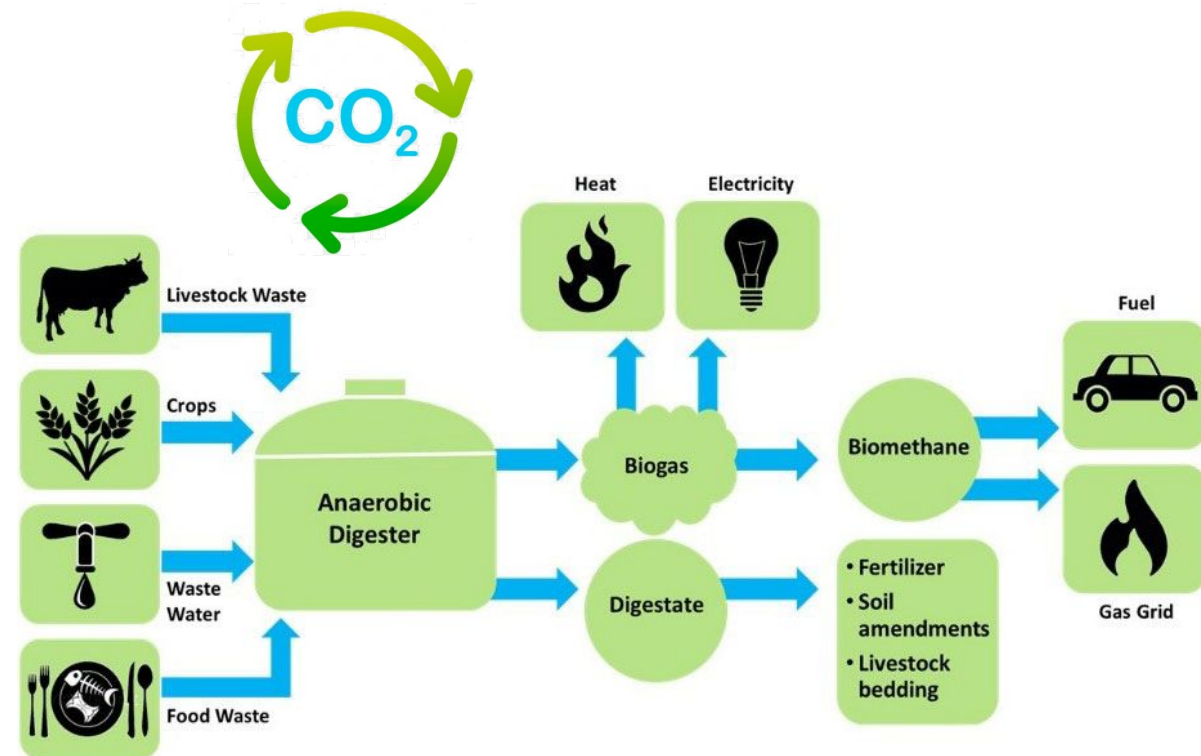 CO₂
Heat
Electricity
Livestock Waste
Fuel
Crops
Biogas
Biomethane
Anaerobic
Digester
Waste
Water
Digestate
• Fertilizer
• Soil
amendments
• Livestock
bedding
Gas Grid
Food Waste